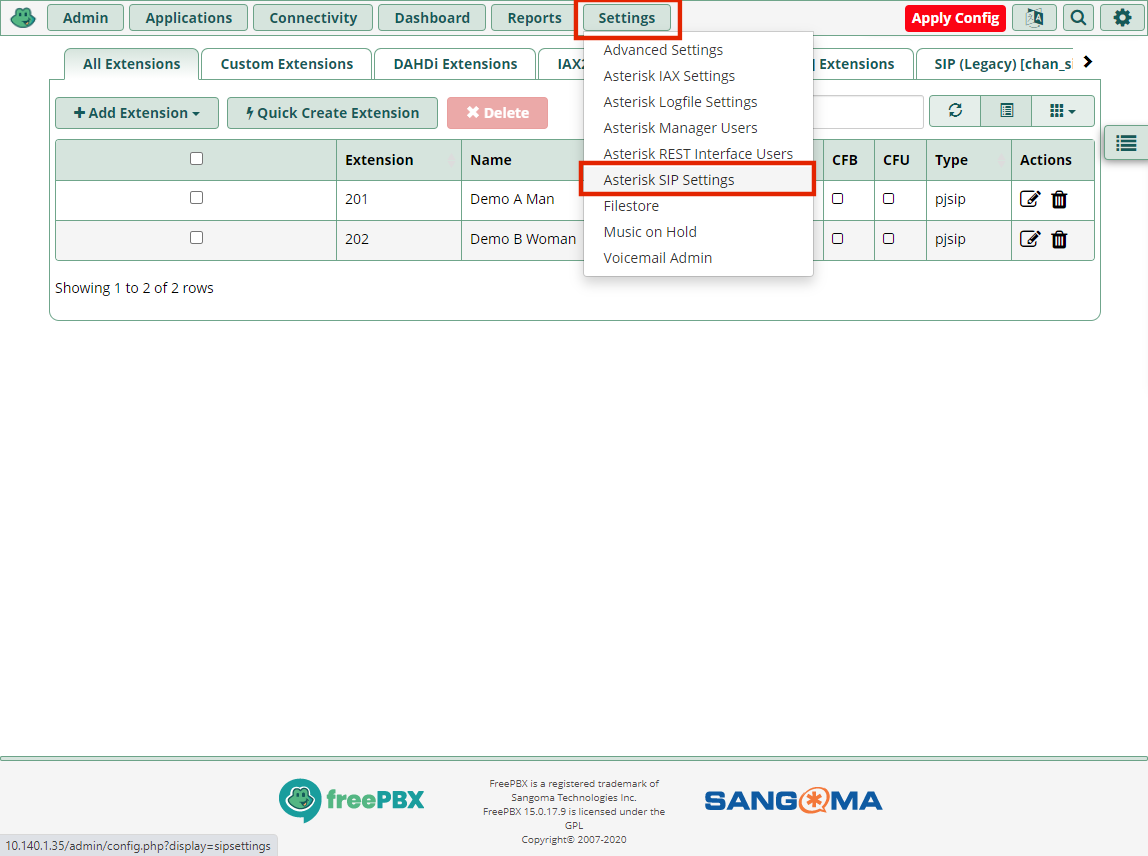 Admin Applications Connectivity Dashboard Reports Settings Apply Config
Advanced Settings
Asterisk IAX Settings
Asterisk Logfile Settings
Asterisk Manager Users
Asterisk REST Interface Users
Asterisk SIP Settings
Filestore
Music on Hold
Voicemail Admin
All Extensions Custom Extensions DAHDi Extensions IAX2 ] Extensions SIP (Legacy) [chan_si
Add Extension Quick Create Extension Delete
Extension Name CFB CFU Type Actions
201 Demo A Man pjsip
202 Demo B Woman pjsip
Showing 1 to 2 of 2 rows
freePBX
FreePBX is a registered trademark of
Sangoma Technologies Inc.
FreePBX 15.0.17.9 is licensed under the
GPL
Copyright© 2007-2020
SANGOMA
10.140.1.35/admin/config.php?display=sipsettings